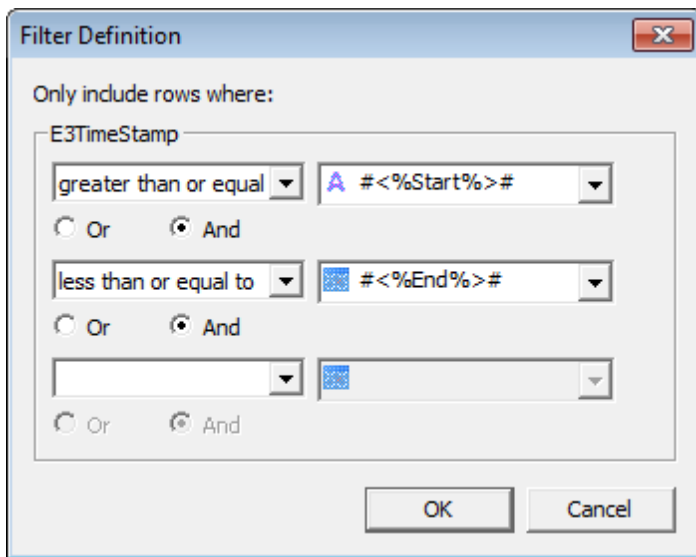 Filter Definition
Only include rows where:
E3TimeStamp
greater than or equal A #<%Start%>#
Or And
less than or equal to #<%End%>#
Or And
Or And
OK Cancel